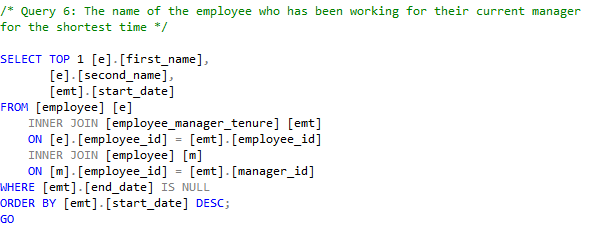 /* Query 6: The name of the employee who has been working for their current manager
for the shortest time */
SELECT TOP 1 [e].[first_name],
[e].[second_name],
[emt].[start_date]
FROM [employee] [e]
INNER JOIN [employee_manager_tenure] [emt]
ON [e].[employee_id] = [emt].[employee_id]
INNER JOIN [employee] [m]
ON [m].[employee_id] = [emt].[manager_id]
WHERE [emt].[end_date] IS NULL
ORDER BY [emt].[start_date] DESC;
GO